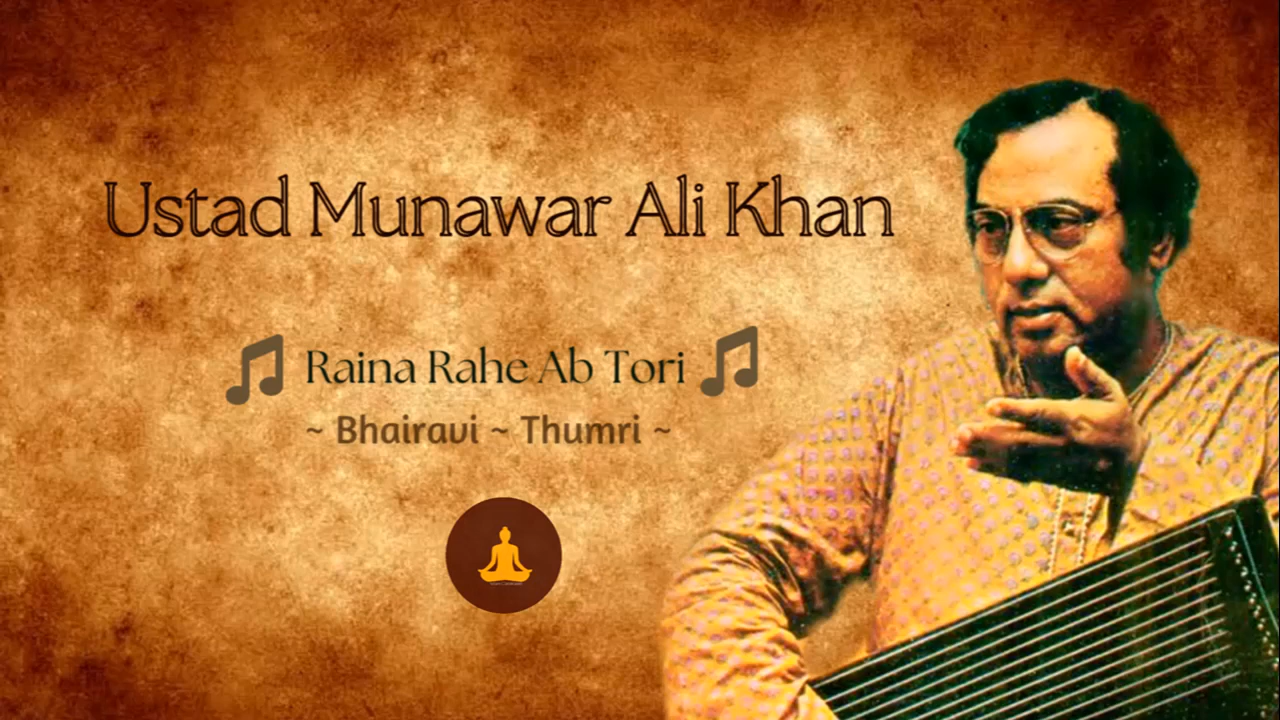 Ustad Munawar Ali Khan
Raina Rahe Ab Tori
~ Bhairavi ~ Thumri ~